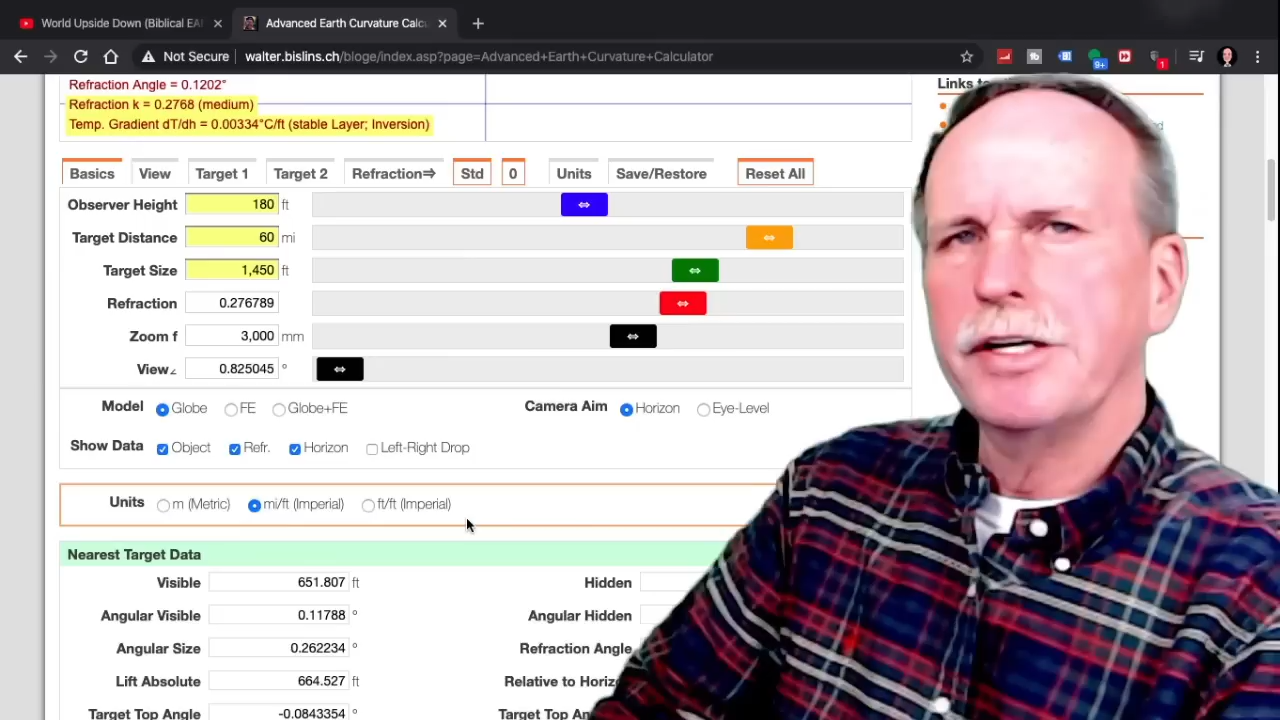 World Upside Down (Biblical EA
Advanced Earth Curvature Calcu
Not Secure
walter.bislins.ch/bloge/index.asp?page=Advanced+Earth+Curvature+Calculator
9+
1
Refraction Angle = 0.1202°
Refraction k = 0.2768 (medium)
Temp. Gradient dT/dh = 0.00334°C/ft (stable Layer; Inversion)
Links to
Basics View Target 1 Target 2 Refraction⇒ Std 0 Units Save/Restore Reset All
Observer Height 180 ft
Target Distance 60 mi
Target Size 1,450 ft
Refraction 0.276789
Zoom f 3,000 mm
View∠ 0.825045 °
Model Globe FE Globe+FE Camera Aim Horizon Eye-Level
Show Data Object Refr. Horizon Left-Right Drop
Units m (Metric) mi/ft (Imperial) ft/ft (Imperial)
Nearest Target Data
Visible 651.807 ft Hidden
Angular Visible 0.11788 ° Angular Hidden
Angular Size 0.262234 ° Refraction Angle
Lift Absolute 664.527 ft Relative to Horiz
Target Top Angle -0.0843354 ° Target Top An